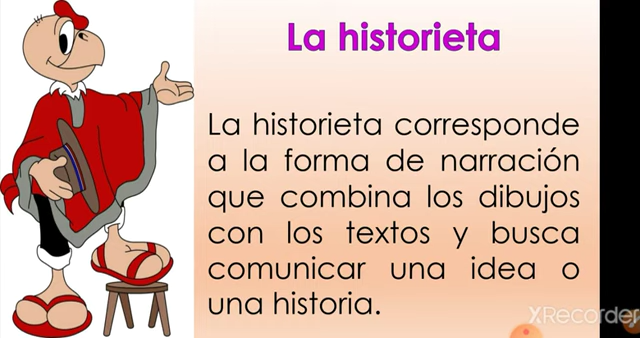 La historieta
La historieta corresponde
a la forma de narración
que combina los dibujos
con los textos y busca
comunicar una idea o
una historia.
XRecorder